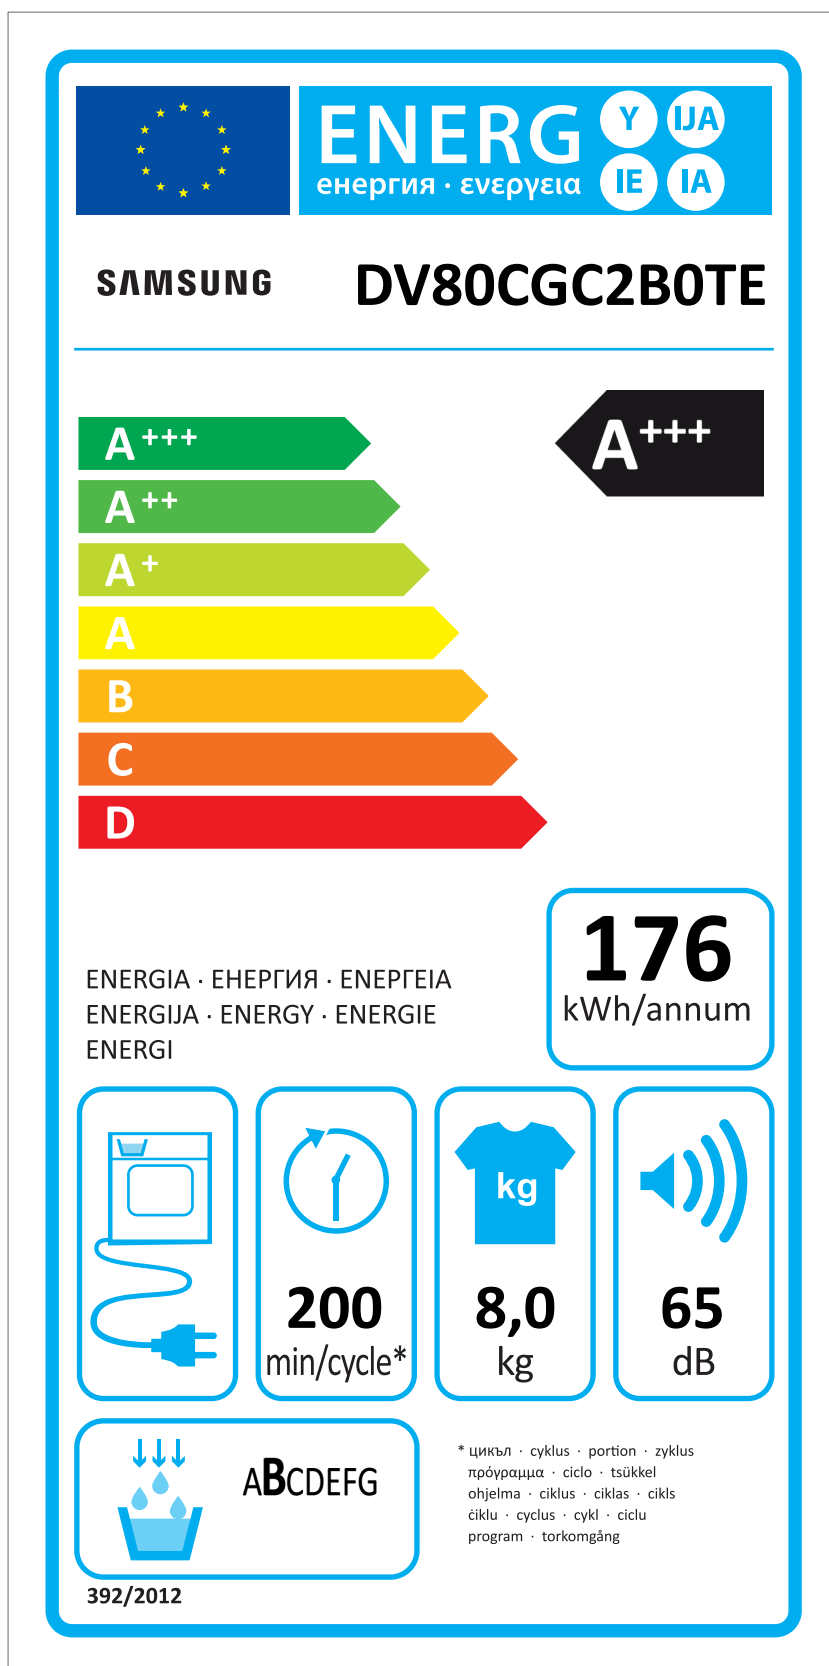 ENERG
енергия · ενεργεια
Y
IJA
IE
IA
SAMSUNG
DV80CGC2B0TE
A+++
A+++
A++
A+
A
B
C
D
176
kWh/annum
ENERGIA · ЕНЕРГИЯ · ΕΝΕΡΓΕΙΑ
ENERGIJA · ENERGY · ENERGIE
ENERGI
200
min/cycle*
kg
8,0
kg
65
dB
ABCDEFG
* цикъл · cyklus · portion · zyklus
πρόγραμμα · ciclo · tsükkel
ohjelma · ciklus · ciklas · cikls
ċiklu · cyclus · cykl · ciclu
program · torkomgång
392/2012